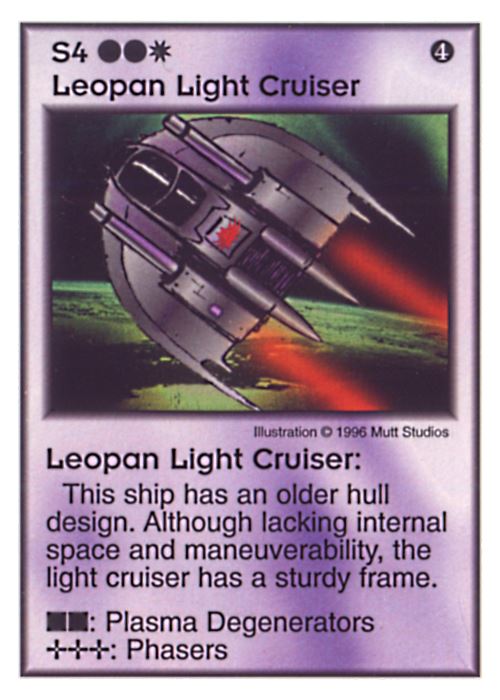 S4 ●●✷ ❹
Leopan Light Cruiser
Illustration © 1996 Mutt Studios
Leopan Light Cruiser:
This ship has an older hull
design. Although lacking internal
space and maneuverability, the
light cruiser has a sturdy frame.
■■: Plasma Degenerators
✛✛✛: Phasers